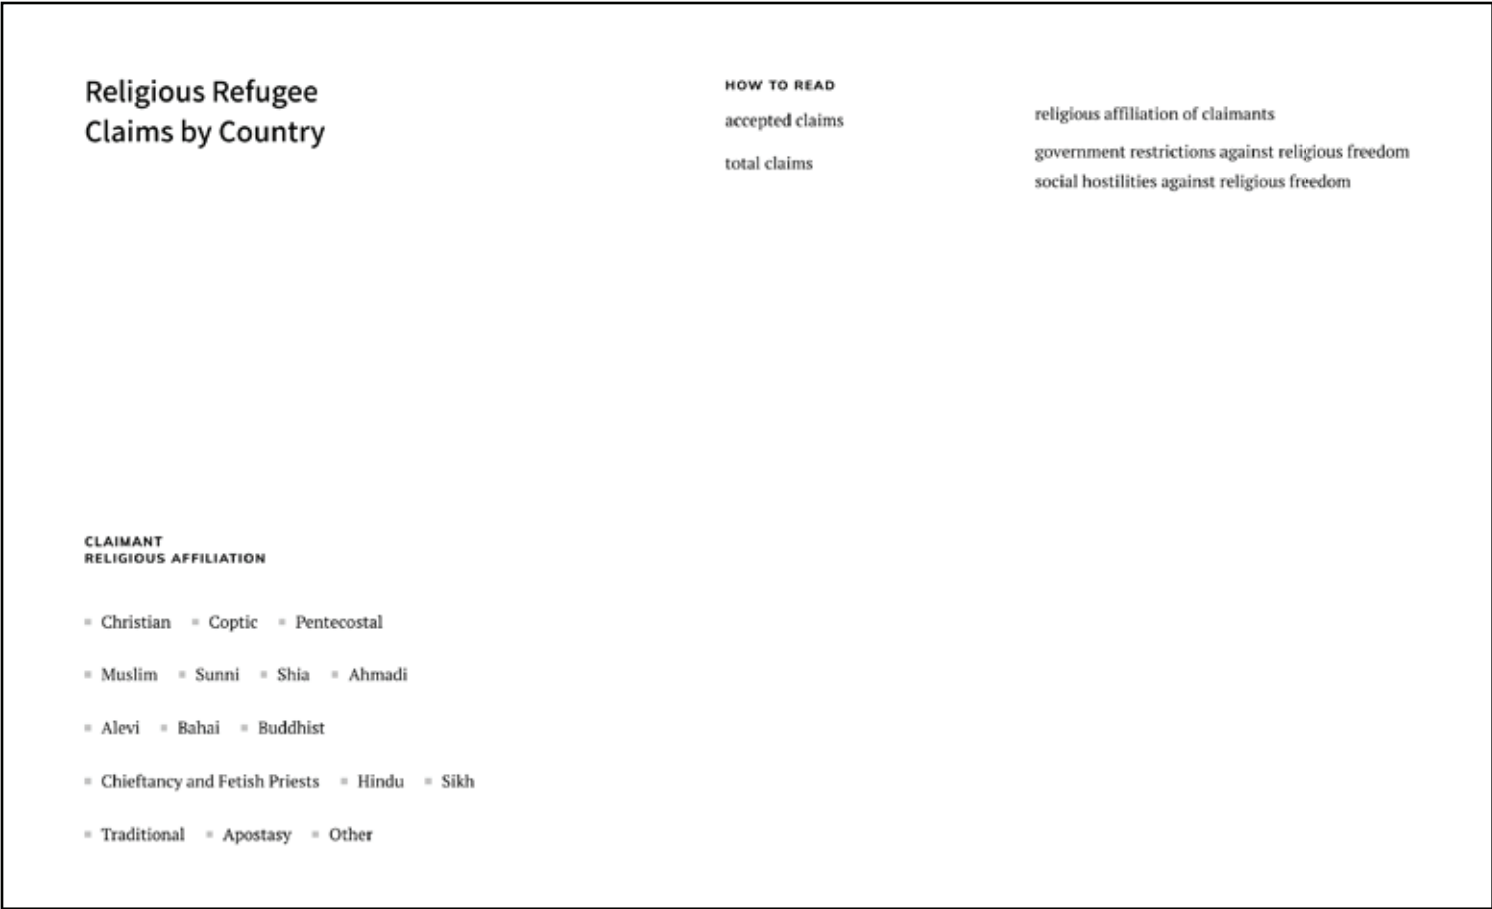 Religious Refugee
Claims by Country
HOW TO READ
accepted claims
total claims
religious affiliation of claimants
government restrictions against religious freedom
social hostilities against religious freedom
CLAIMANT
RELIGIOUS AFFILIATION
Christian Coptic Pentecostal
Muslim Sunni Shia Ahmadi
Alevi Bahai Buddhist
Chieftancy and Fetish Priests Hindu Sikh
Traditional Apostasy Other